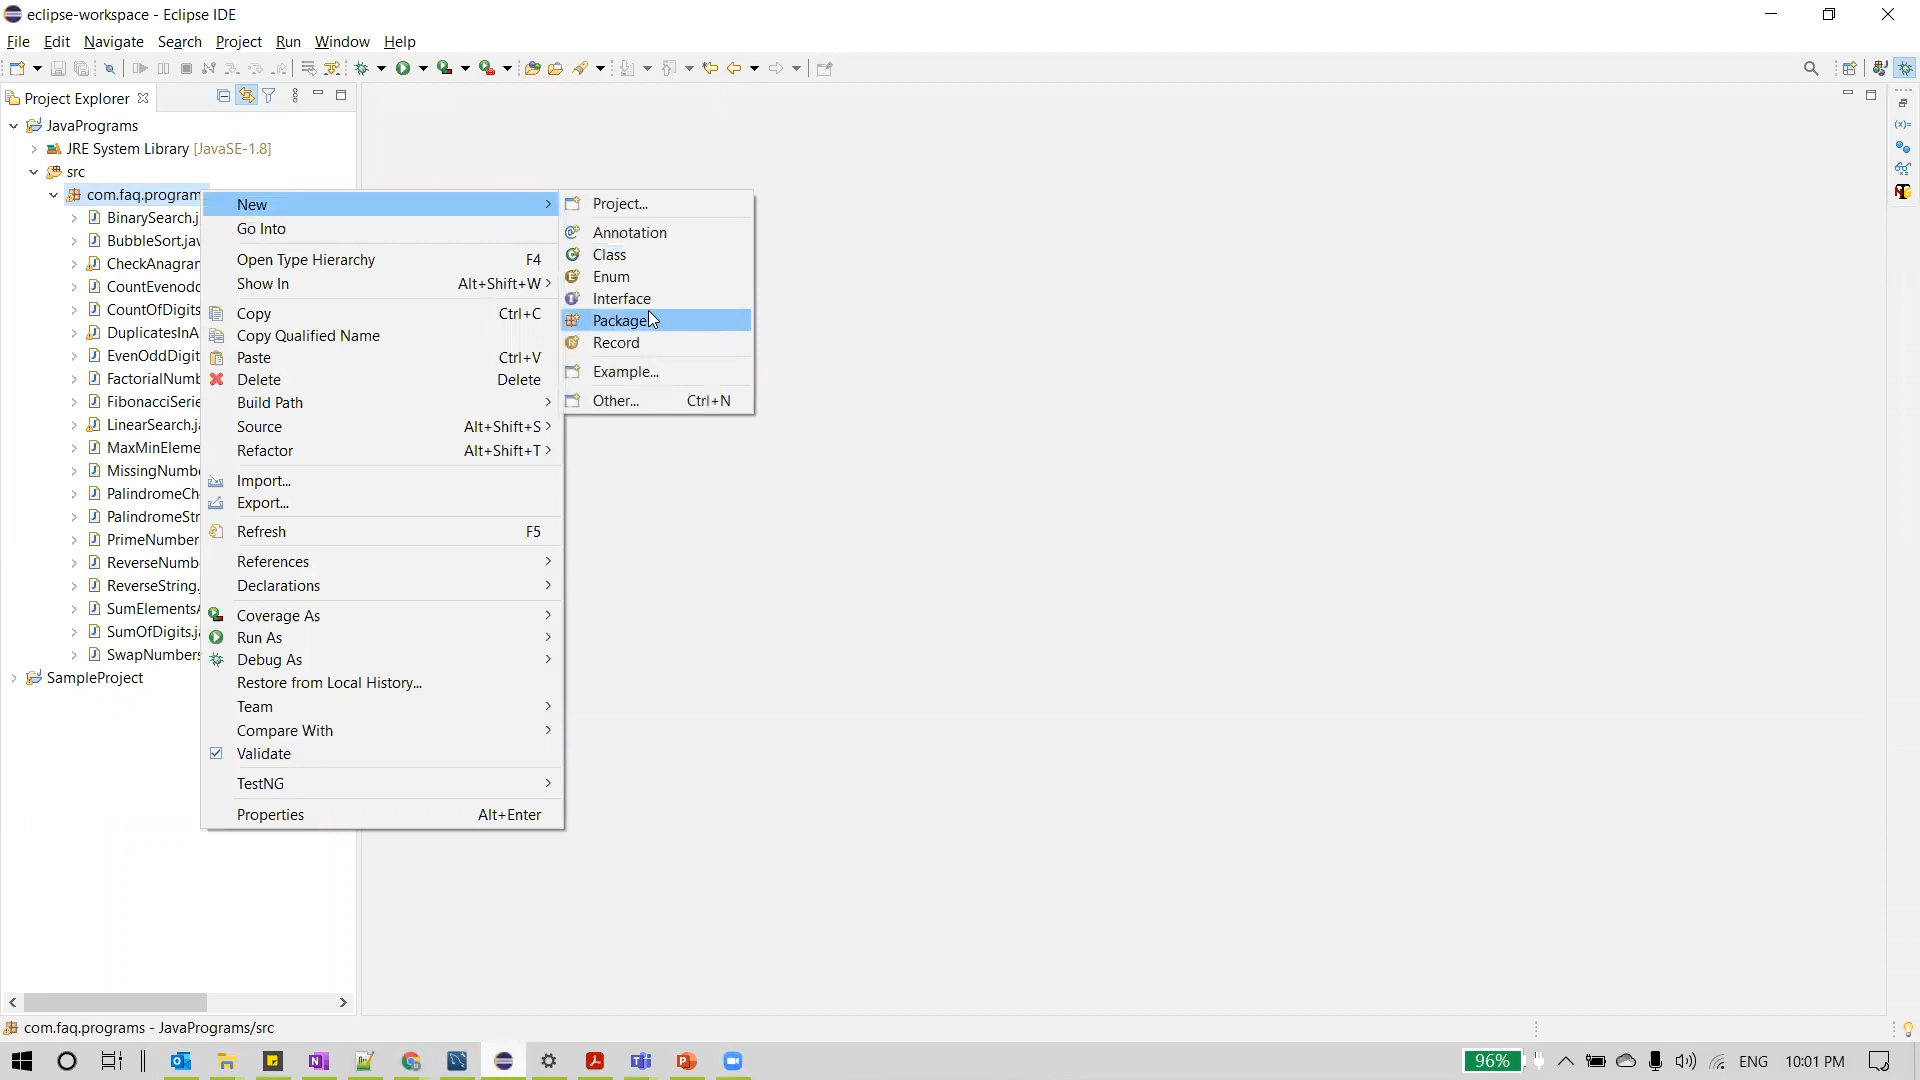 eclipse-workspace - Eclipse IDE
File Edit Navigate Search Project Run Window Help
Project Explorer
JavaPrograms
JRE System Library [JavaSE-1.8]
src
com.faq.program
BinarySearch.j
BubbleSort.jav
CheckAnagran
CountEvenodd
CountOfDigits
DuplicatesInA
EvenOddDigit
FactorialNumb
FibonacciSerie
LinearSearch.ja
MaxMinEleme
MissingNumbe
PalindromeCh
PalindromeStr
PrimeNumber
ReverseNumb
ReverseString.
SumElementsA
SumOfDigits.ja
SwapNumbers
SampleProject
New
Go Into
Open Type Hierarchy F4
Show In Alt+Shift+W
Copy Ctrl+C
Copy Qualified Name
Paste Ctrl+V
Delete Delete
Build Path
Source Alt+Shift+S
Refactor Alt+Shift+T
Import...
Export...
Refresh F5
References
Declarations
Coverage As
Run As
Debug As
Restore from Local History...
Team
Compare With
Validate
TestNG
Properties Alt+Enter
Project...
Annotation
Class
Enum
Interface
Package
Record
Example...
Other... Ctrl+N
com.faq.programs - JavaPrograms/src
96% ENG 10:01 PM